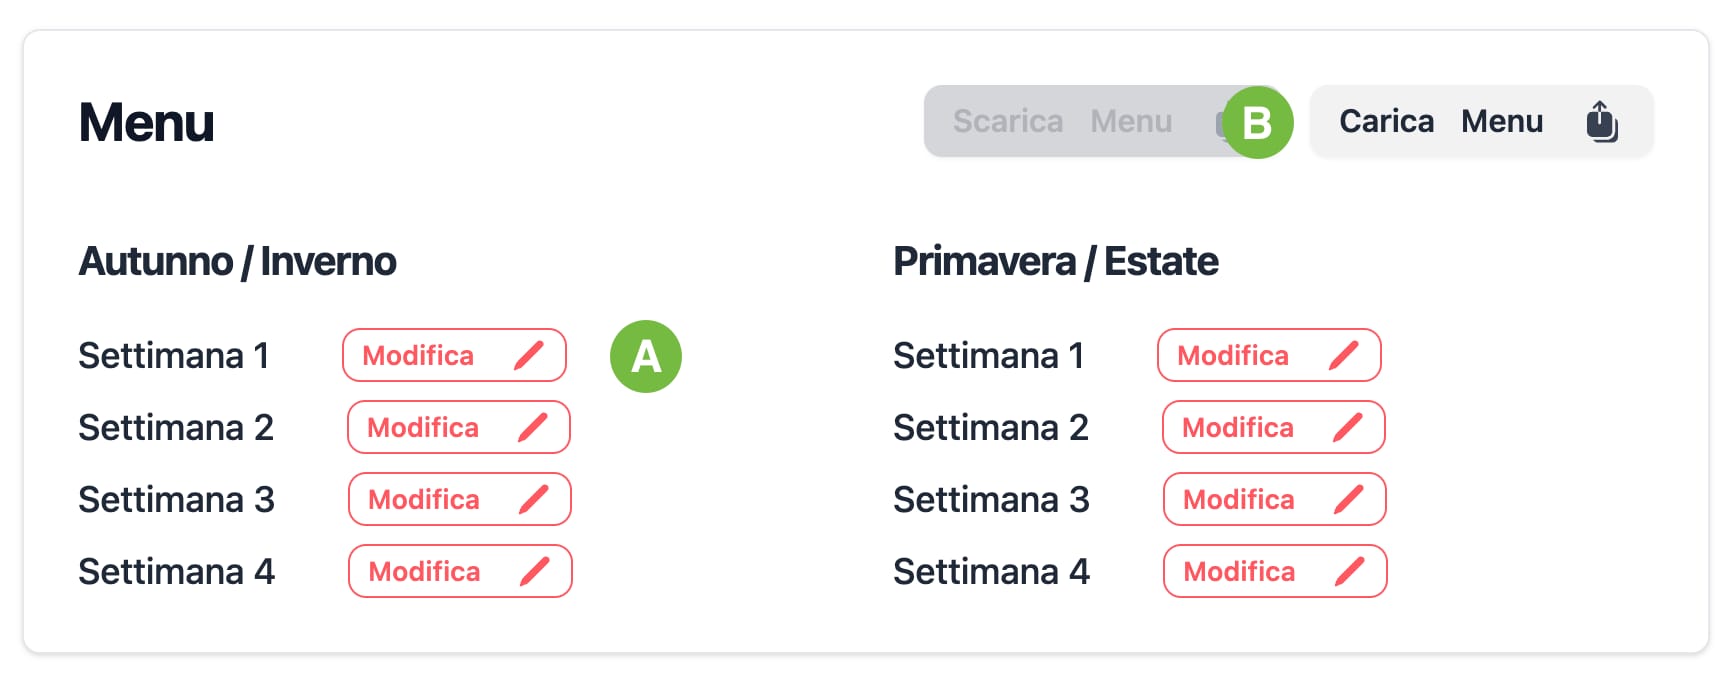 Menu
Scarica Menu
B
Carica Menu
Autunno / Inverno
Settimana 1 Modifica
A
Settimana 2 Modifica
Settimana 3 Modifica
Settimana 4 Modifica
Primavera / Estate
Settimana 1 Modifica
Settimana 2 Modifica
Settimana 3 Modifica
Settimana 4 Modifica